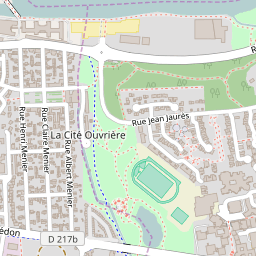 Rue Jean Jaurès
La Cité Ouvrière
Rue Henri Menier
Rue Claire Menier
Rue Albert Menier
D 217b